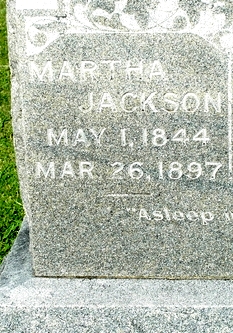 MARTHA
JACKSON
MAY 1, 1844
MAR. 26, 1897
"Asleep